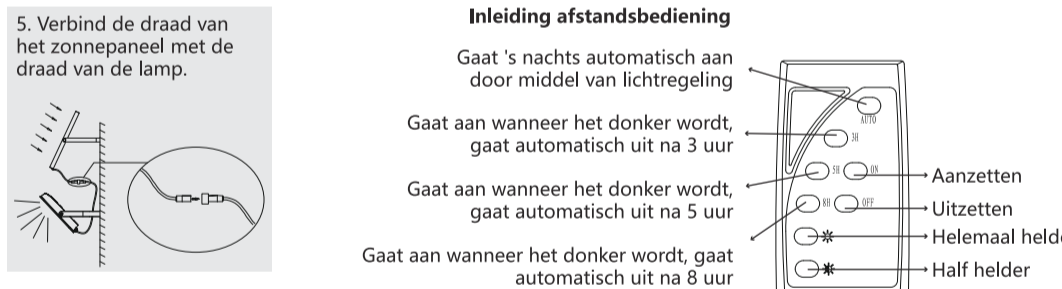 5. Verbind de draad van
het zonnepaneel met de
draad van de lamp.
Inleiding afstandsbediening
Gaat 's nachts automatisch aan
door middel van lichtregeling
Gaat aan wanneer het donker wordt,
gaat automatisch uit na 3 uur
Gaat aan wanneer het donker wordt,
gaat automatisch uit na 5 uur
Gaat aan wanneer het donker wordt, gaat
automatisch uit na 8 uur
AUTO
3H
5H
ON
8H
OFF
Aanzetten
Uitzetten
Helemaal held
Half helder